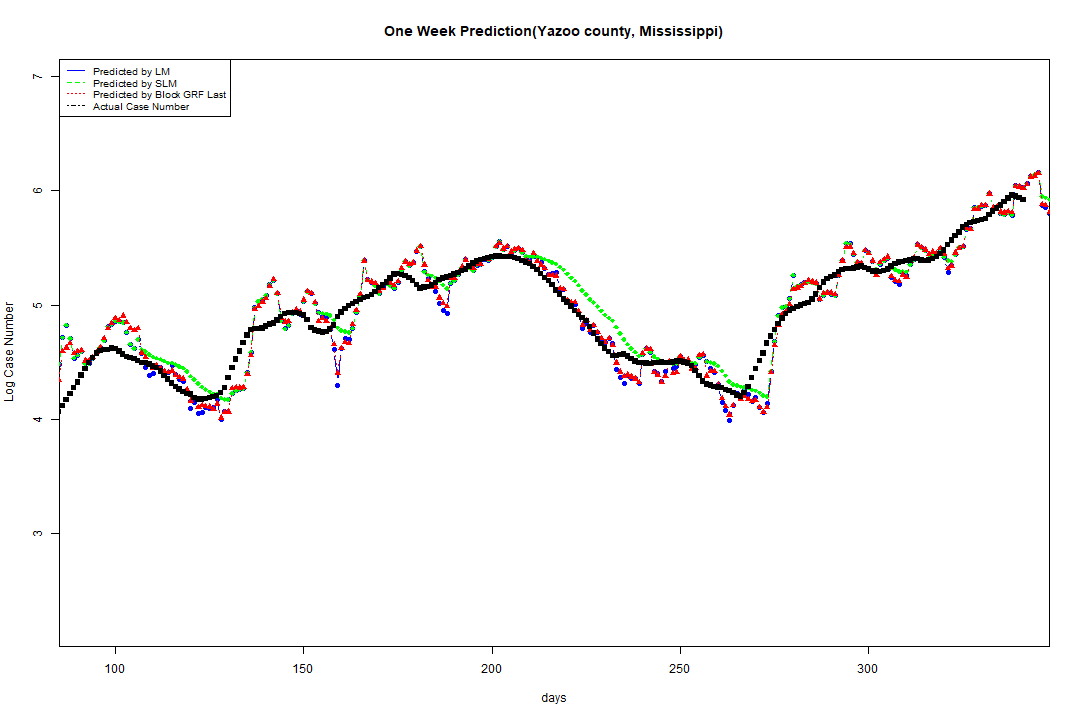 One Week Prediction(Yazoo county, Mississippi)
Predicted by LM
Predicted by SLM
Predicted by Block GRF Last
Actual Case Number
7
6
5
4
3
Log Case Number
100 150 200 250 300
days